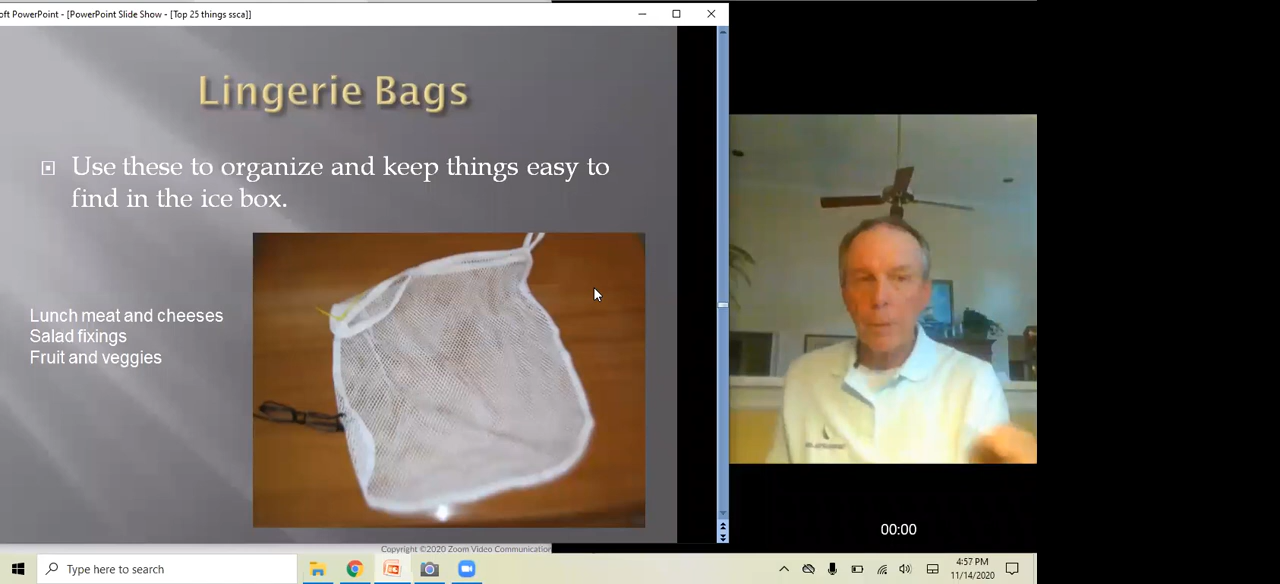 oft PowerPoint - [PowerPoint Slide Show - [Top 25 things ssca]]
Lingerie Bags
Use these to organize and keep things easy to
find in the ice box.
Lunch meat and cheeses
Salad fixings
Fruit and veggies
00:00
Copyright ©2020 Zoom Video Communication
Type here to search
4:57 PM
11/14/2020